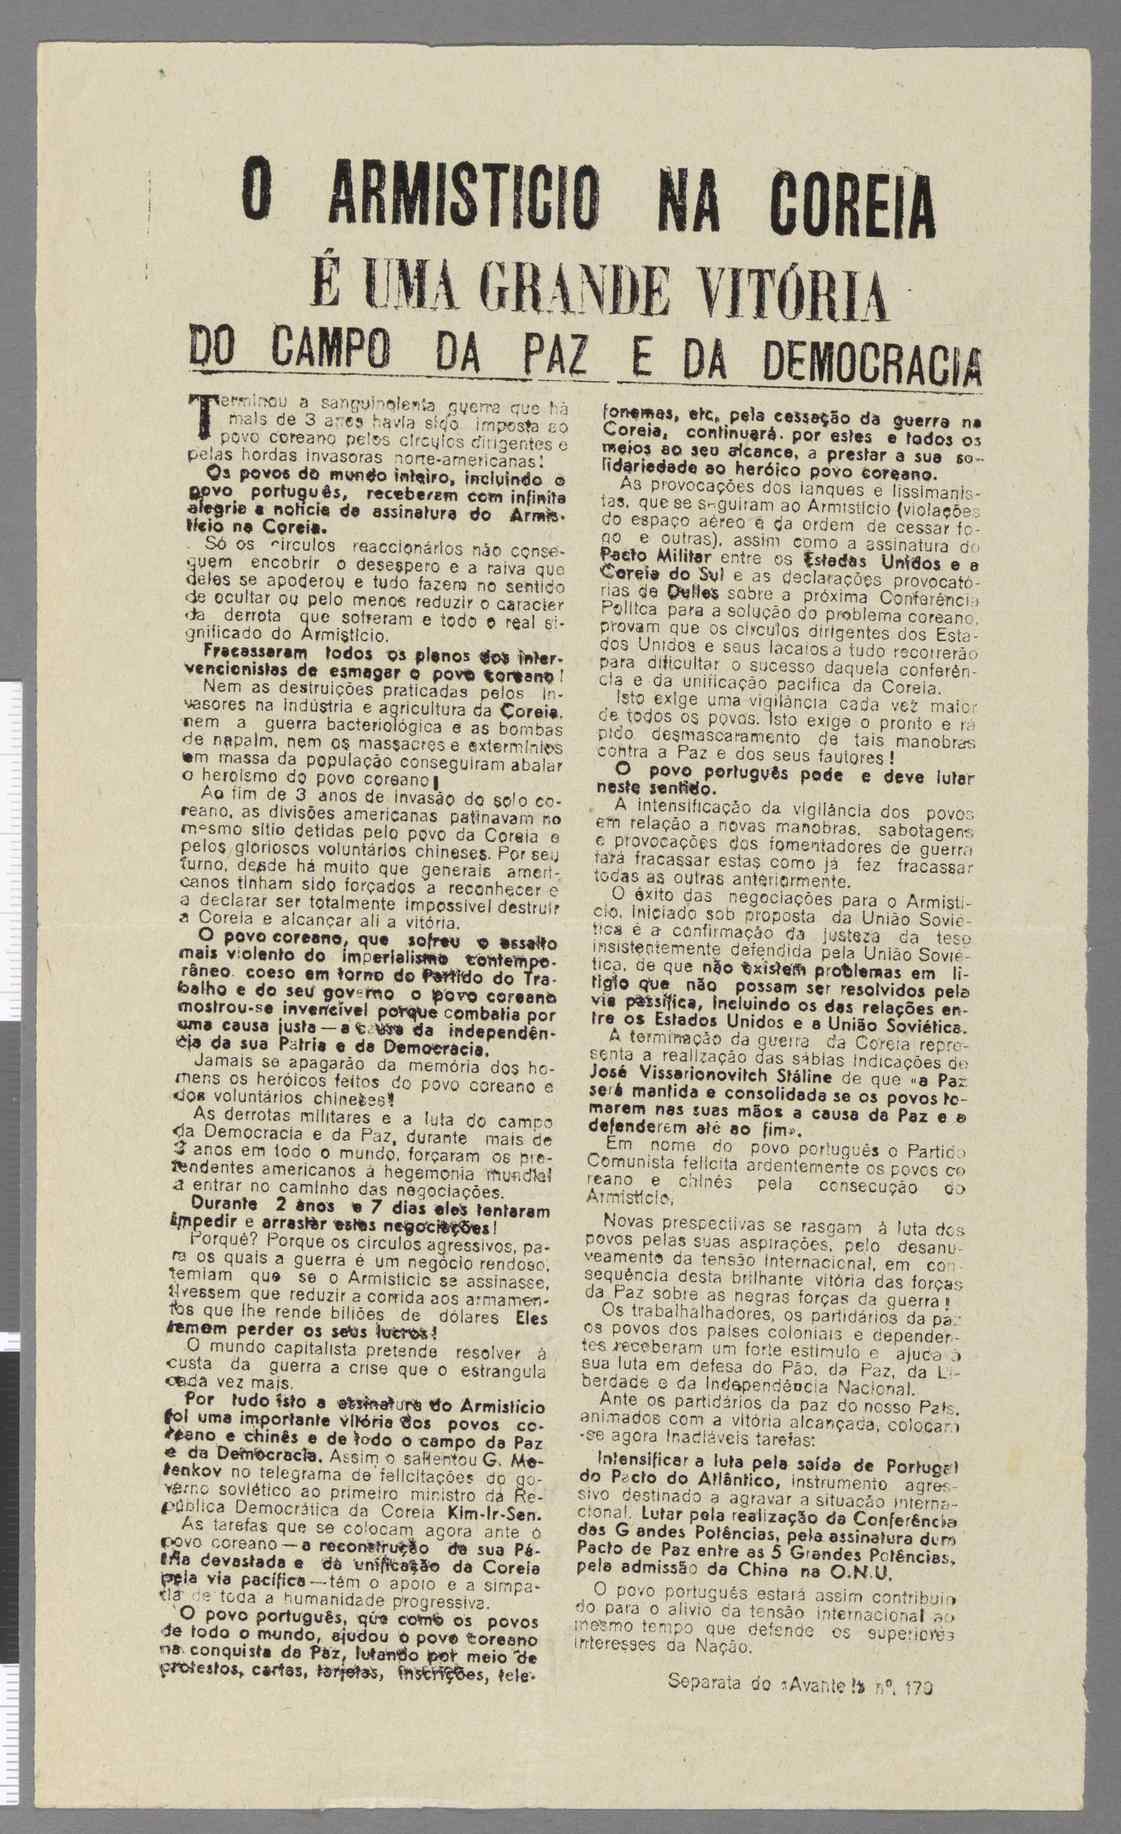 O ARMISTICIO NA COREIA
É UMA GRANDE VITÓRIA
DO CAMPO DA PAZ E DA DEMOCRACIA
Terminou a sanguinolenta guerra que há
mais de 3 anos havia sido imposta ao
povo coreano pelos círculos dirigentes e
pelas hordas invasoras norte-americanas!
Os povos do mundo inteiro, incluindo o
povo português, receberam com infinita
alegria a notícia da assinatura do Armis-
tício na Coreia.
Só os círculos reaccionários não conse-
guem encobrir o desespero e a raiva que
deles se apoderou e tudo fazem no sentido
de ocultar ou pelo menos reduzir o caracter
da derrota que sofreram e todo o real si-
gnificado do Armistício.
Fracassaram todos os planos dos inter-
vencionistas de esmagar o povo coreano!
Nem as destruições praticadas pelos in-
vasores na indústria e agricultura da Coreia,
nem a guerra bacteriológica e as bombas
de napalm, nem os massacres e extermínios
em massa da população conseguiram abalar
o heroísmo do povo coreano!
Ao fim de 3 anos de invasão do solo co-
reano, as divisões americanas patinavam no
mesmo sítio detidas pelo povo da Coreia e
pelos gloriosos voluntários chineses. Por seu
turno, desde há muito que generais ameri-
canos tinham sido forçados a reconhecer e
a declarar ser totalmente impossível destruir
a Coreia e alcançar ali a vitória.
O povo coreano, que sofreu o assalto
mais violento do imperialismo contempo-
râneo, coeso em torno do Partido do Tra-
balho e do seu governo o povo coreano
mostrou-se invencível porque combatia por
uma causa justa—a causa da independên-
cia da sua Pátria e da Democracia.
Jamais se apagarão da memória dos ho-
mens os heróicos feitos do povo coreano e
dos voluntários chineses!
As derrotas militares e a luta do campo
da Democracia e da Paz, durante mais de
3 anos em todo o mundo, forçaram os pre-
tendentes americanos à hegemonia mundial
a entrar no caminho das negociações.
Durante 2 anos e 7 dias eles tentaram
impedir e arrastar estas negociações!
Porquê? Porque os círculos agressivos, pa-
ra os quais a guerra é um negócio rendoso,
temiam que se o Armistício se assinasse,
tivessem que reduzir a corrida aos armamen-
tos que lhe rende biliões de dólares Eles
temem perder os seus lucros!
O mundo capitalista pretende resolver à
custa da guerra a crise que o estrangula
cada vez mais.
Por tudo isto a assinatura do Armistício
foi uma importante vitória dos povos co-
reano e chinês e de todo o campo da Paz
e da Democracia. Assim o salientou G. Ma-
lenkov no telegrama de felicitações do go-
verno soviético ao primeiro ministro da Re-
pública Democrática da Coreia Kim-Ir-Sen.
As tarefas que se colocam agora ante o
povo coreano—a reconstrução da sua Pá-
tria devastada e da unificação da Coreia
pela via pacífica—têm o apoio e a simpa-
tia de toda a humanidade progressiva.
O povo português, que como os povos
de todo o mundo, ajudou o povo coreano
na conquista da Paz, lutando por meio de
protestos, cartas, tarjetas, inscrições, tele-
fonemas, etc, pela cessação da guerra na
Coreia, continuará por estes e todos os
meios ao seu alcance, a prestar a sua so-
lidariedade ao heróico povo coreano.
As provocações dos ianques e lissimanis-
tas, que se seguiram ao Armistício (violações
do espaço aéreo e da ordem de cessar fo-
go e outras), assim como a assinatura do
Pacto Militar entre os Estados Unidos e a
Coreia do Sul e as declarações provocató-
rias de Dulles sobre a próxima Conferência
Polítca para a solução do problema coreano,
provam que os círculos dirigentes dos Esta-
dos Unidos e seus lacaios a tudo recorrerão
para dificultar o sucesso daquela conferên-
cia e da unificação pacífica da Coreia.
Isto exige uma vigilância cada vez maior
de todos os povos. Isto exige o pronto e rá
pido desmascaramento de tais manobras
contra a Paz e dos seus fautores!
O povo português pode e deve lutar
neste sentido.
A intensificação da vigilância dos povos
em relação a novas manobras, sabotagens
e provocações dos fomentadores de guerra
fará fracassar estas como já fez fracassar
todas as outras anteriormente.
O êxito das negociações para o Armistí-
cio, iniciado sob proposta da União Sovié-
tica é a confirmação da justeza da tese
insistentemente defendida pela União Sovié-
tica, de que não existem problemas em li-
tígio que não possam ser resolvidos pela
via passífica, incluindo os das relações en-
tre os Estados Unidos e a União Soviética.
A terminação da guerra da Coreia repre-
senta a realização das sábias indicações de
José Vissarionovitch Stáline de que «a Paz
será mantida e consolidada se os povos to-
marem nas suas mãos a causa da Paz e a
defenderem até ao fim».
Em nome do povo português o Partido
Comunista felicita ardentemente os povos co
reano e chinês pela consecução do
Armistício.
Novas prespectivas se rasgam à luta dos
povos pelas suas aspirações, pelo desanu-
veamento da tensão internacional, em con-
sequência desta brilhante vitória das forças
da Paz sobre as negras forças da guerra!
Os trabalhalhadores, os partidários da paz
os povos dos países coloniais e dependen-
tes receberam um forte estímulo e ajuda à
sua luta em defesa do Pão, da Paz, da Li-
berdade e da Independência Nacional.
Ante os partidários da paz do nosso País,
animados com a vitória alcançada, colocam
-se agora inadiáveis tarefas:
Intensificar a luta pela saída de Portugal
do Pacto do Atlântico, instrumento agres-
sivo destinado a agravar a situação interna-
cional. Lutar pela realização da Conferência
das Grandes Potências, pela assinatura dum
Pacto de Paz entre as 5 Grandes Potências,
pela admissão da China na O.N.U.
O povo português estará assim contribuin
do para o alívio da tensão internacional ao
mesmo tempo que defende os superiores
interesses da Nação.
Separata do «Avante!» nº. 179